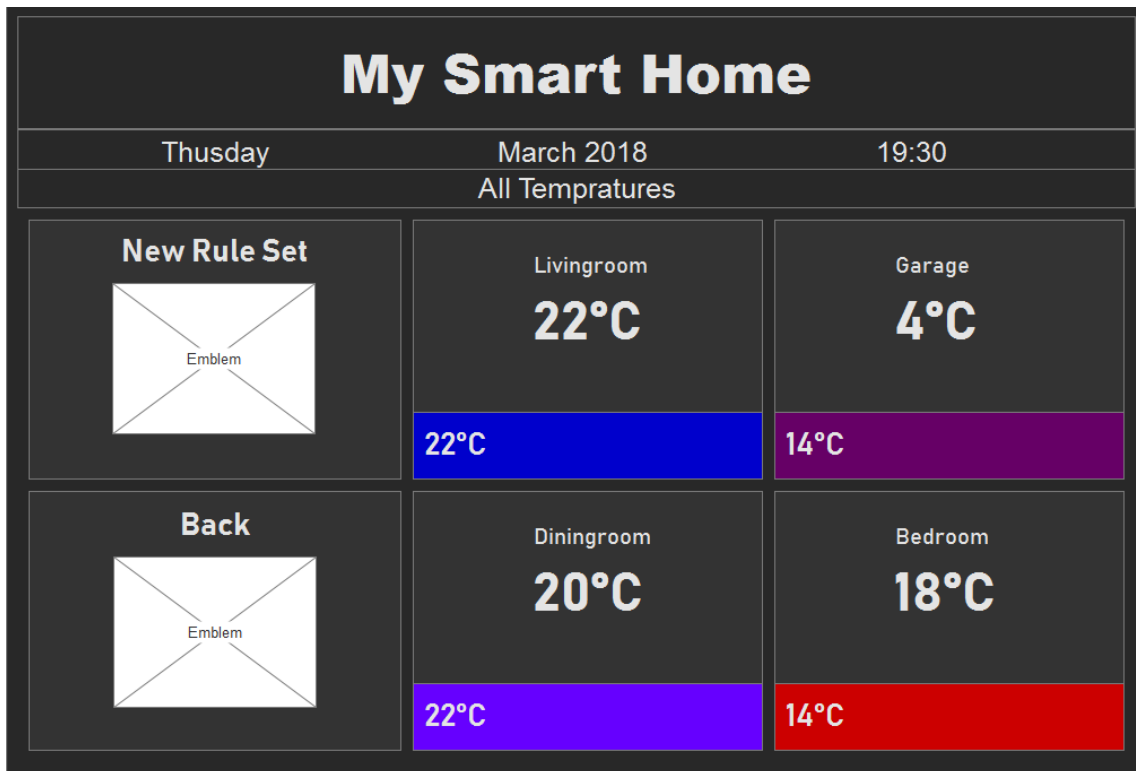 My Smart Home
Thusday March 2018 19:30
All Tempratures
New Rule Set
Emblem
Livingroom
22°C
22°C
Garage
4°C
14°C
Back
Emblem
Diningroom
20°C
22°C
Bedroom
18°C
14°C